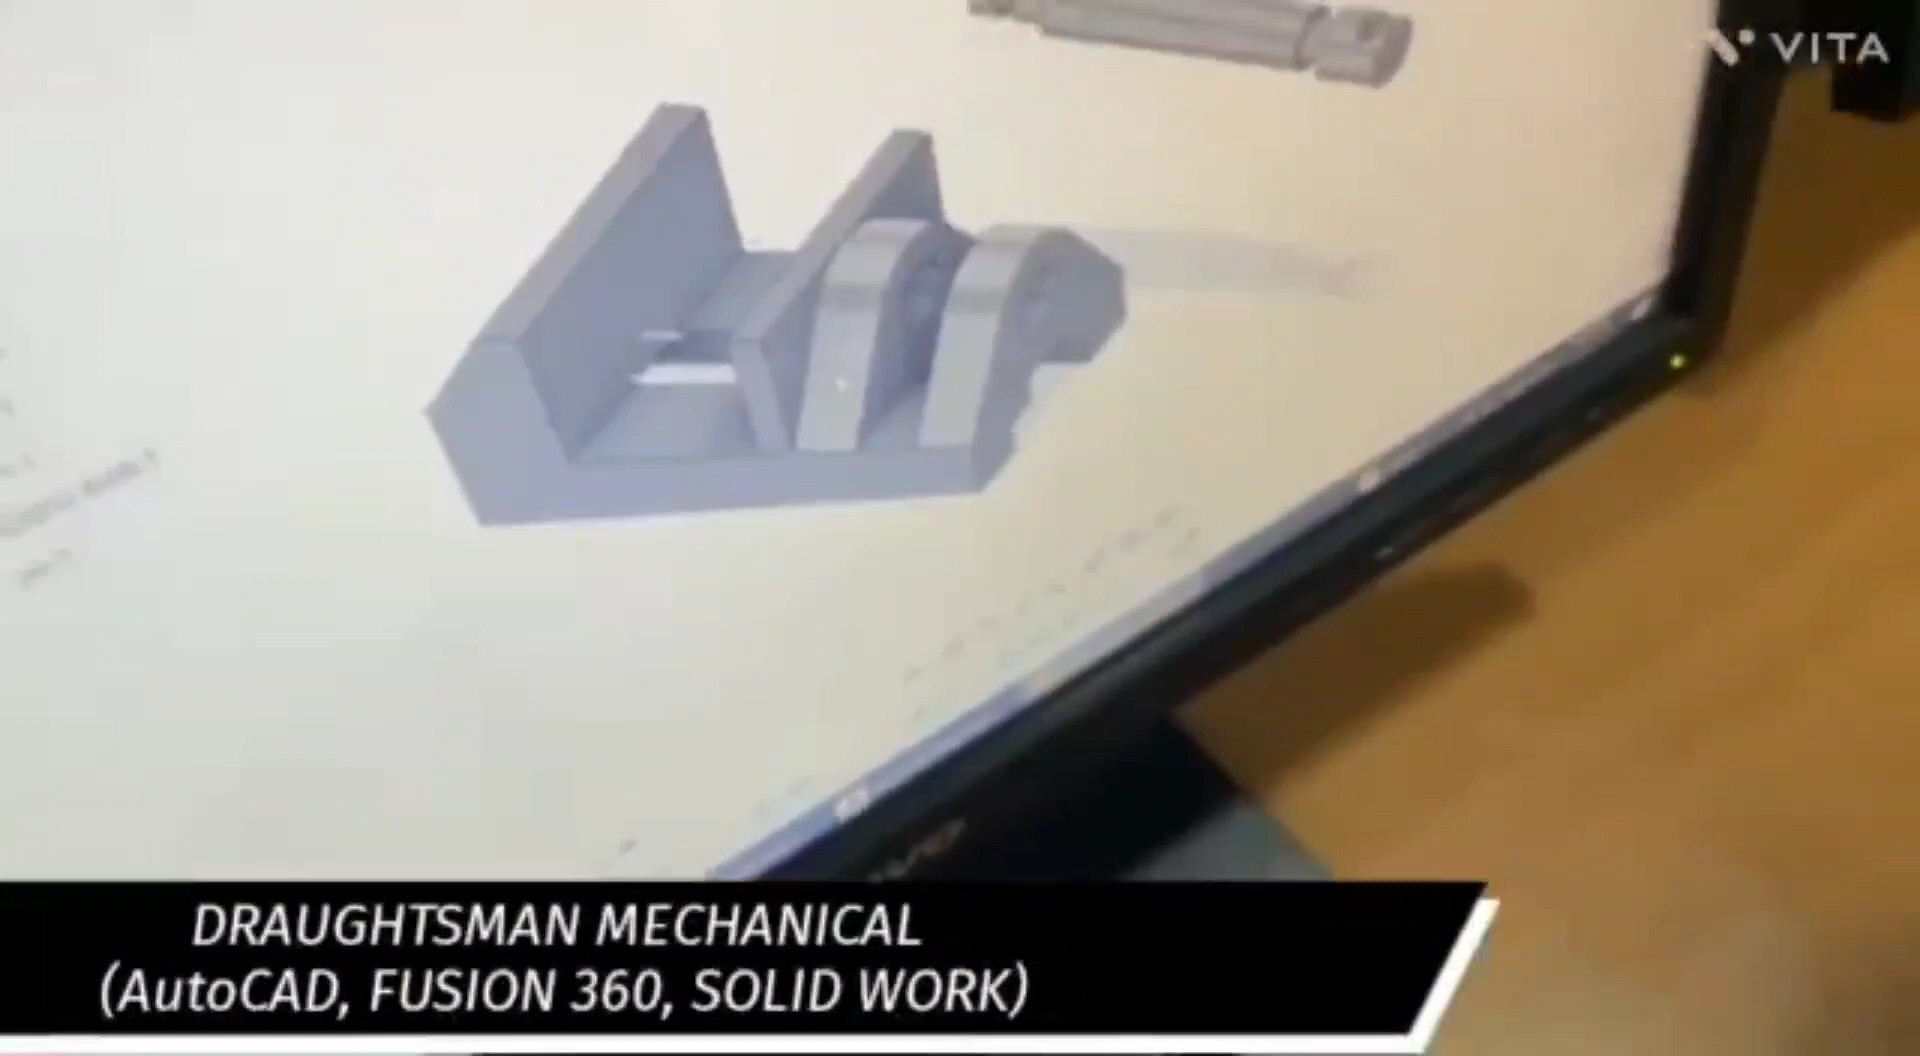 VITA
DRAUGHTSMAN MECHANICAL
(AutoCAD, FUSION 360, SOLID WORK)